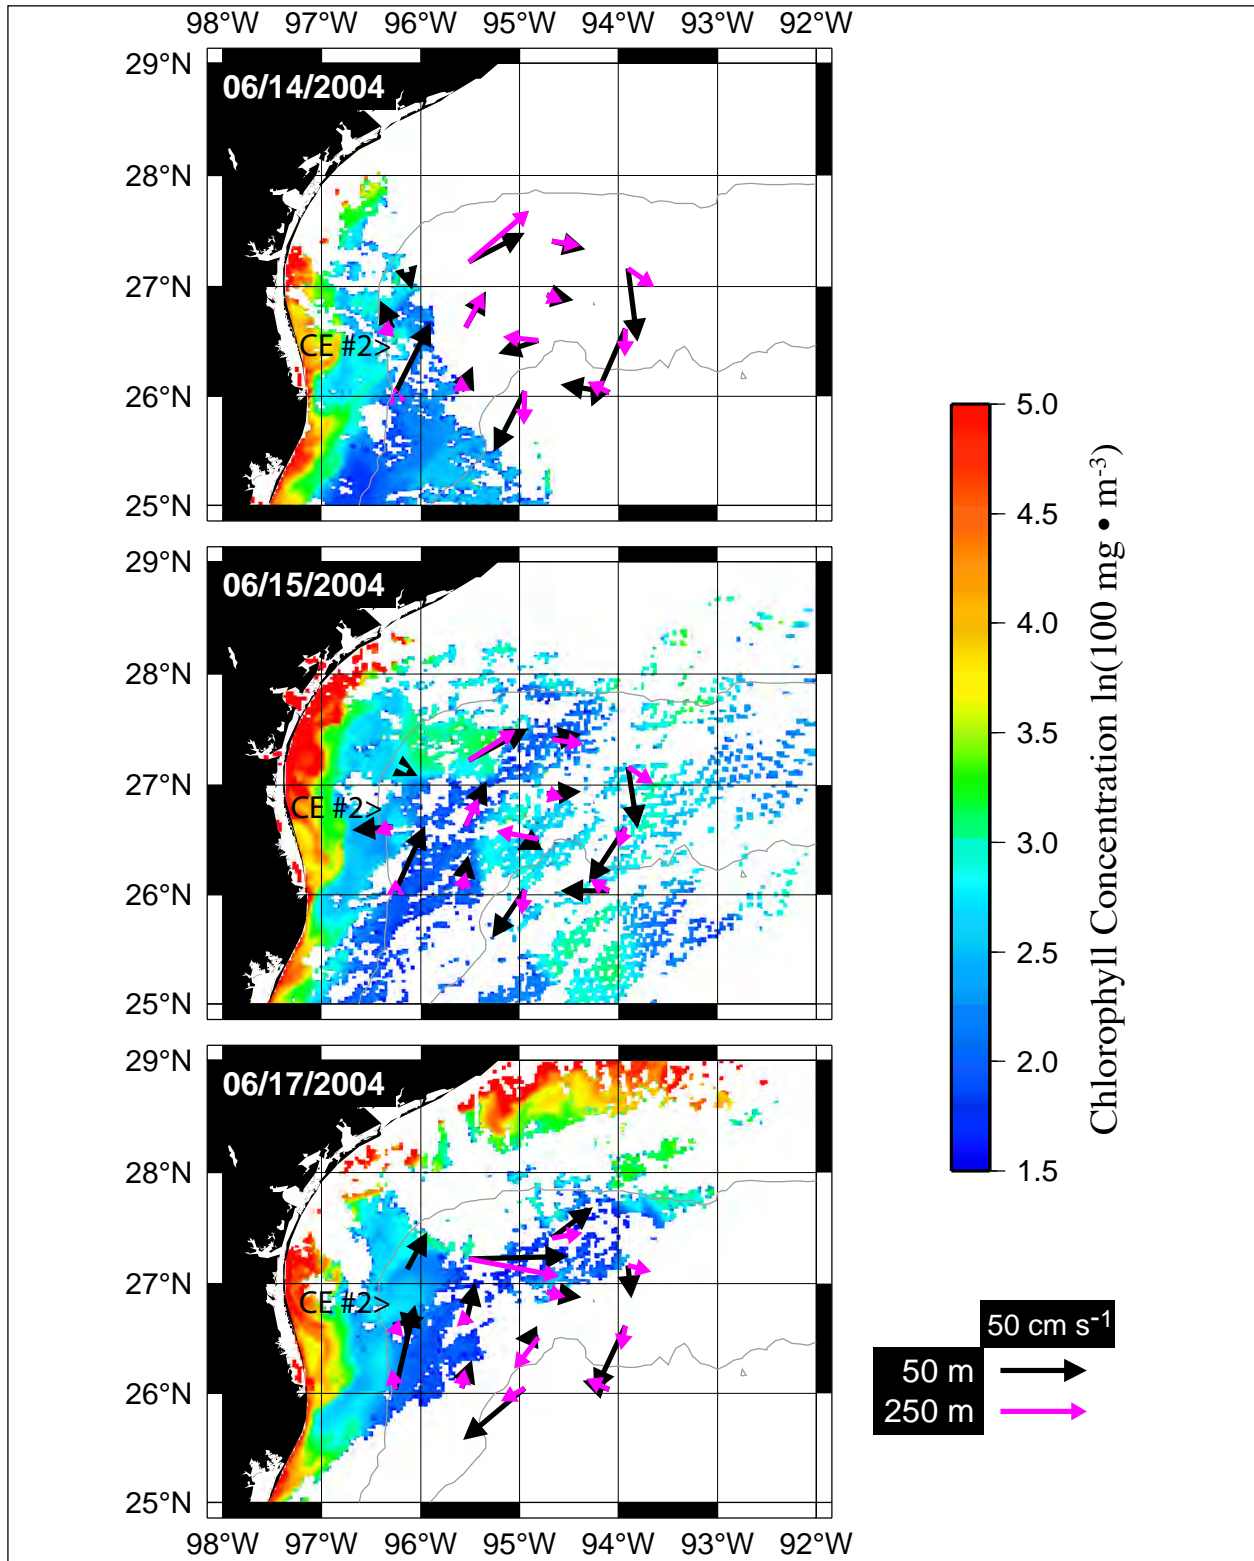 98°W 97°W 96°W 95°W 94°W 93°W 92°W
29°N
06/14/2004
28°N
27°N
CE #2>
26°N
25°N
29°N
06/15/2004
28°N
27°N
CE #2>
26°N
25°N
29°N
06/17/2004
28°N
27°N
CE #2>
26°N
25°N
98°W 97°W 96°W 95°W 94°W 93°W 92°W
5.0
4.5
4.0
3.5
3.0
2.5
2.0
1.5
Chlorophyll Concentration ln(100 mg • m⁻³)
50 cm s⁻¹
50 m
250 m